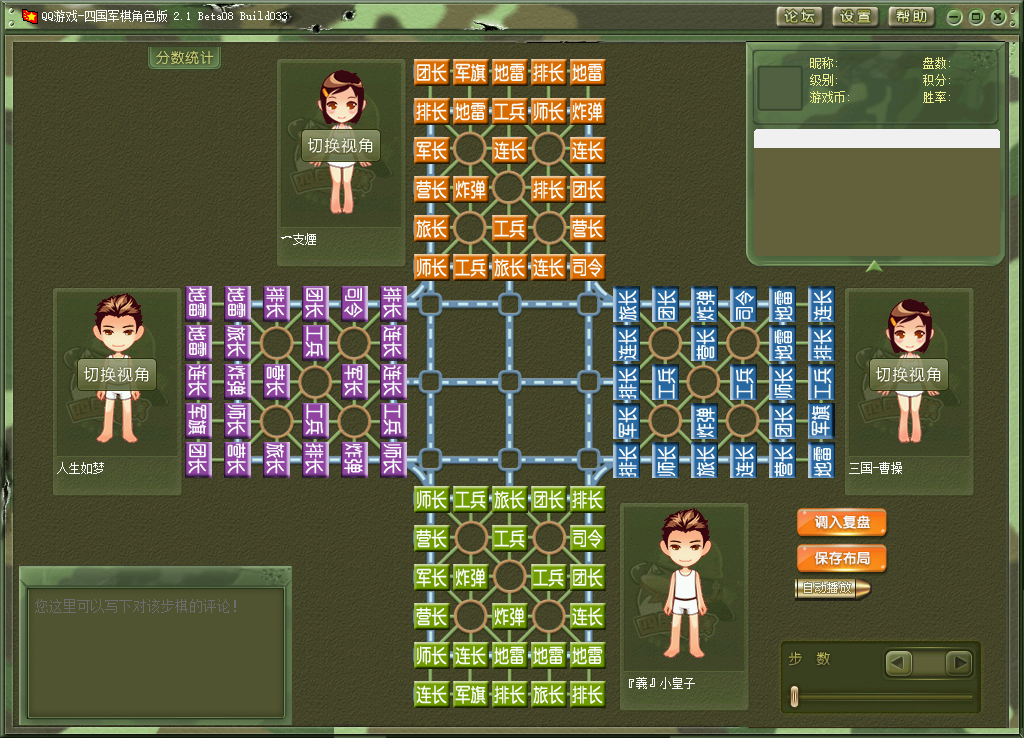 QQ游戏-四国军棋角色版 2.1 Beta08 Build033
论坛 设置 帮助
分数统计
昵称: 盘数:
级别: 积分:
游戏币: 胜率:
切换视角
一支煙
团长 军旗 地雷 排长 地雷
排长 地雷 工兵 师长 炸弹
军长 连长 连长
营长 炸弹 排长 团长
旅长 工兵 营长
师长 工兵 旅长 连长 司令
切换视角
人生如梦
地雷 地雷 排长 团长 司令 排长
地雷 旅长 工兵 连长
连长 炸弹 营长 军长 连长
军旗 师长 工兵 工兵
团长 营长 旅长 排长 炸弹 师长
旅长 团长 炸弹 司令 地雷 连长
连长 营长 地雷 排长
排长 工兵 工兵 师长 工兵
军长 炸弹 团长 军旗
排长 师长 旅长 连长 营长 地雷
切换视角
三国-曹操
师长 工兵 旅长 团长 排长
营长 工兵 司令
军长 炸弹 工兵 团长
营长 炸弹 连长
师长 连长 地雷 地雷 地雷
连长 军旗 排长 旅长 排长
『義』小皇子
调入复盘
保存布局
自动播放
您这里可以写下对该步棋的评论!
步 数